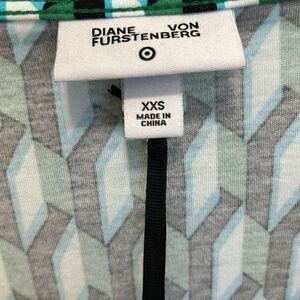 DIANE VON
FURSTENBERG
XXS
MADE IN
CHINA